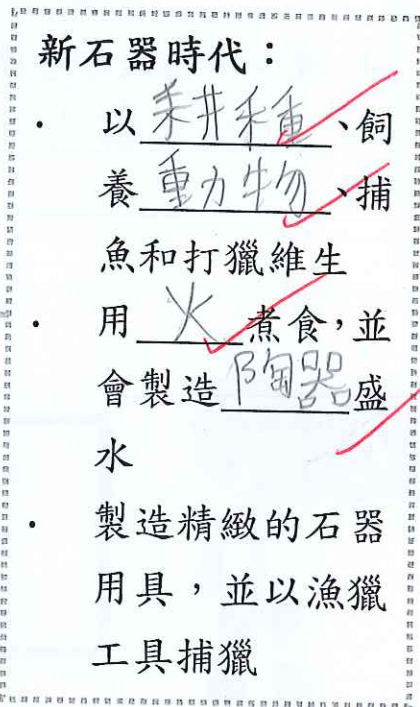 新石器時代：
· 以耕種、飼
養動物、捕
魚和打獵維生
· 用火煮食，並
會製造陶器盛
水
· 製造精緻的石器
用具，並以漁獵
工具捕獵